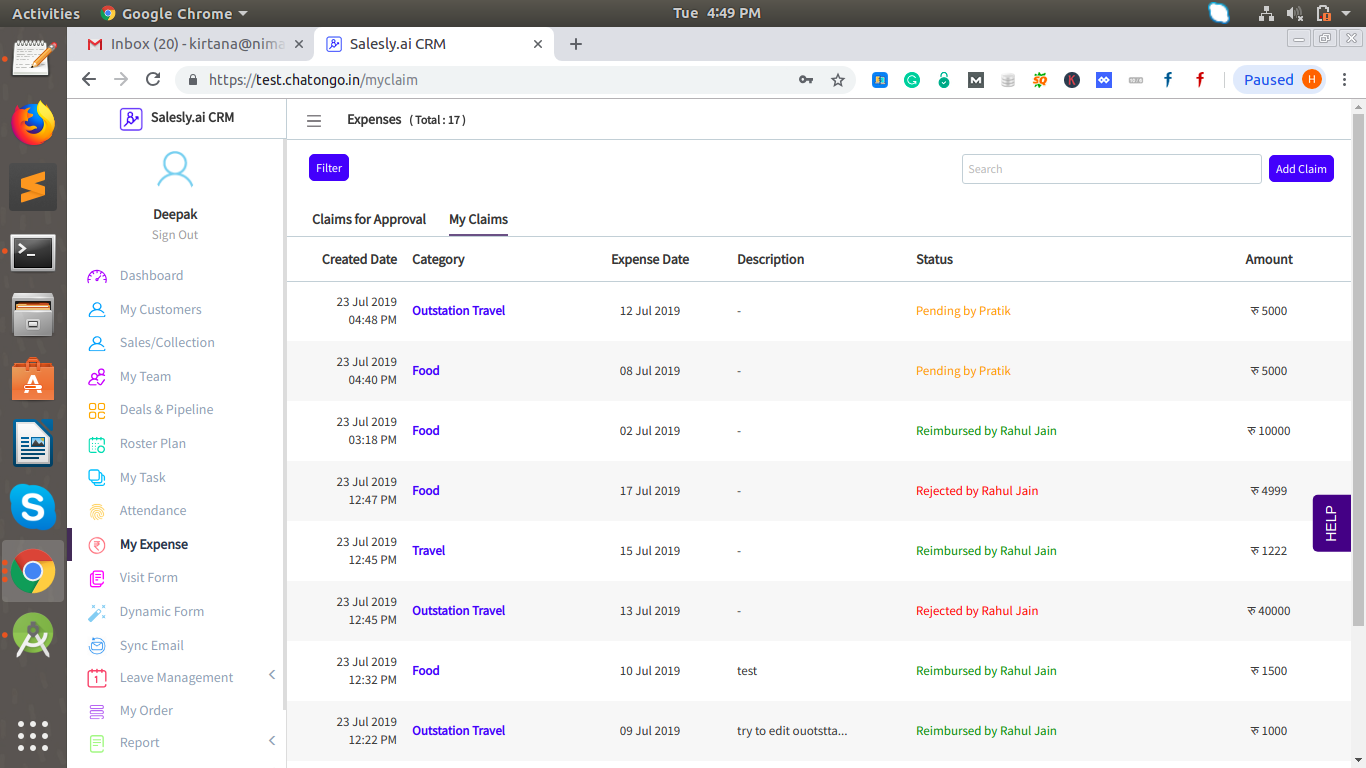 Activities Google Chrome Tue 4:49 PM
Inbox (20) - kirtana@nima Salesly.ai CRM
https://test.chatongo.in/myclaim Paused H
Salesly.ai CRM
Expenses ( Total : 17 )
Filter Search Add Claim
Deepak
Sign Out
Claims for Approval My Claims
Dashboard
My Customers
Sales/Collection
My Team
Deals & Pipeline
Roster Plan
My Task
Attendance
My Expense
Visit Form
Dynamic Form
Sync Email
Leave Management
My Order
Report
Created Date Category Expense Date Description Status Amount
23 Jul 2019
04:48 PM Outstation Travel 12 Jul 2019 - Pending by Pratik रु 5000
23 Jul 2019
04:40 PM Food 08 Jul 2019 - Pending by Pratik रु 5000
23 Jul 2019
03:18 PM Food 02 Jul 2019 - Reimbursed by Rahul Jain रु 10000
23 Jul 2019
12:47 PM Food 17 Jul 2019 - Rejected by Rahul Jain रु 4999
23 Jul 2019
12:45 PM Travel 15 Jul 2019 - Reimbursed by Rahul Jain रु 1222
23 Jul 2019
12:45 PM Outstation Travel 13 Jul 2019 - Rejected by Rahul Jain रु 40000
23 Jul 2019
12:32 PM Food 10 Jul 2019 test Reimbursed by Rahul Jain रु 1500
23 Jul 2019
12:22 PM Outstation Travel 09 Jul 2019 try to edit ouotstta... Reimbursed by Rahul Jain रु 1000
HELP